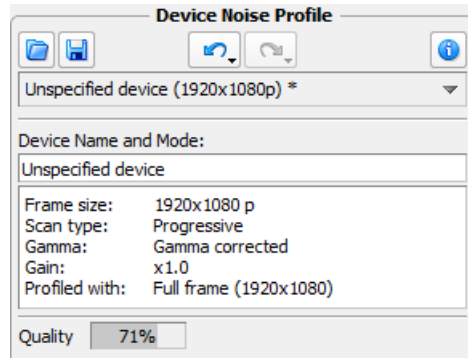 Device Noise Profile
Unspecified device (1920x1080p) *
Device Name and Mode:
Unspecified device
Frame size: 1920x1080 p
Scan type: Progressive
Gamma: Gamma corrected
Gain: x1.0
Profiled with: Full frame (1920x1080)
Quality 71%